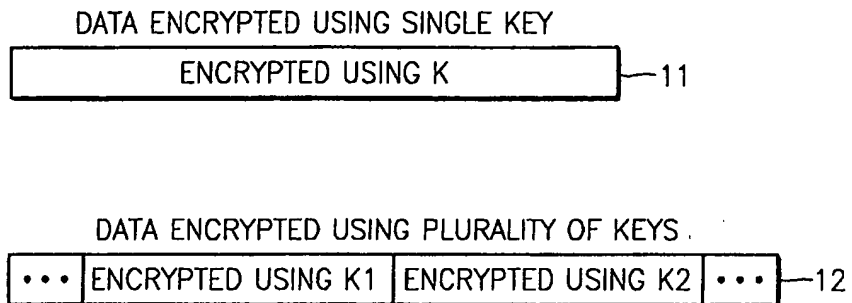 DATA ENCRYPTED USING SINGLE KEY
ENCRYPTED USING K 11
DATA ENCRYPTED USING PLURALITY OF KEYS
••• ENCRYPTED USING K1 ENCRYPTED USING K2 ••• 12